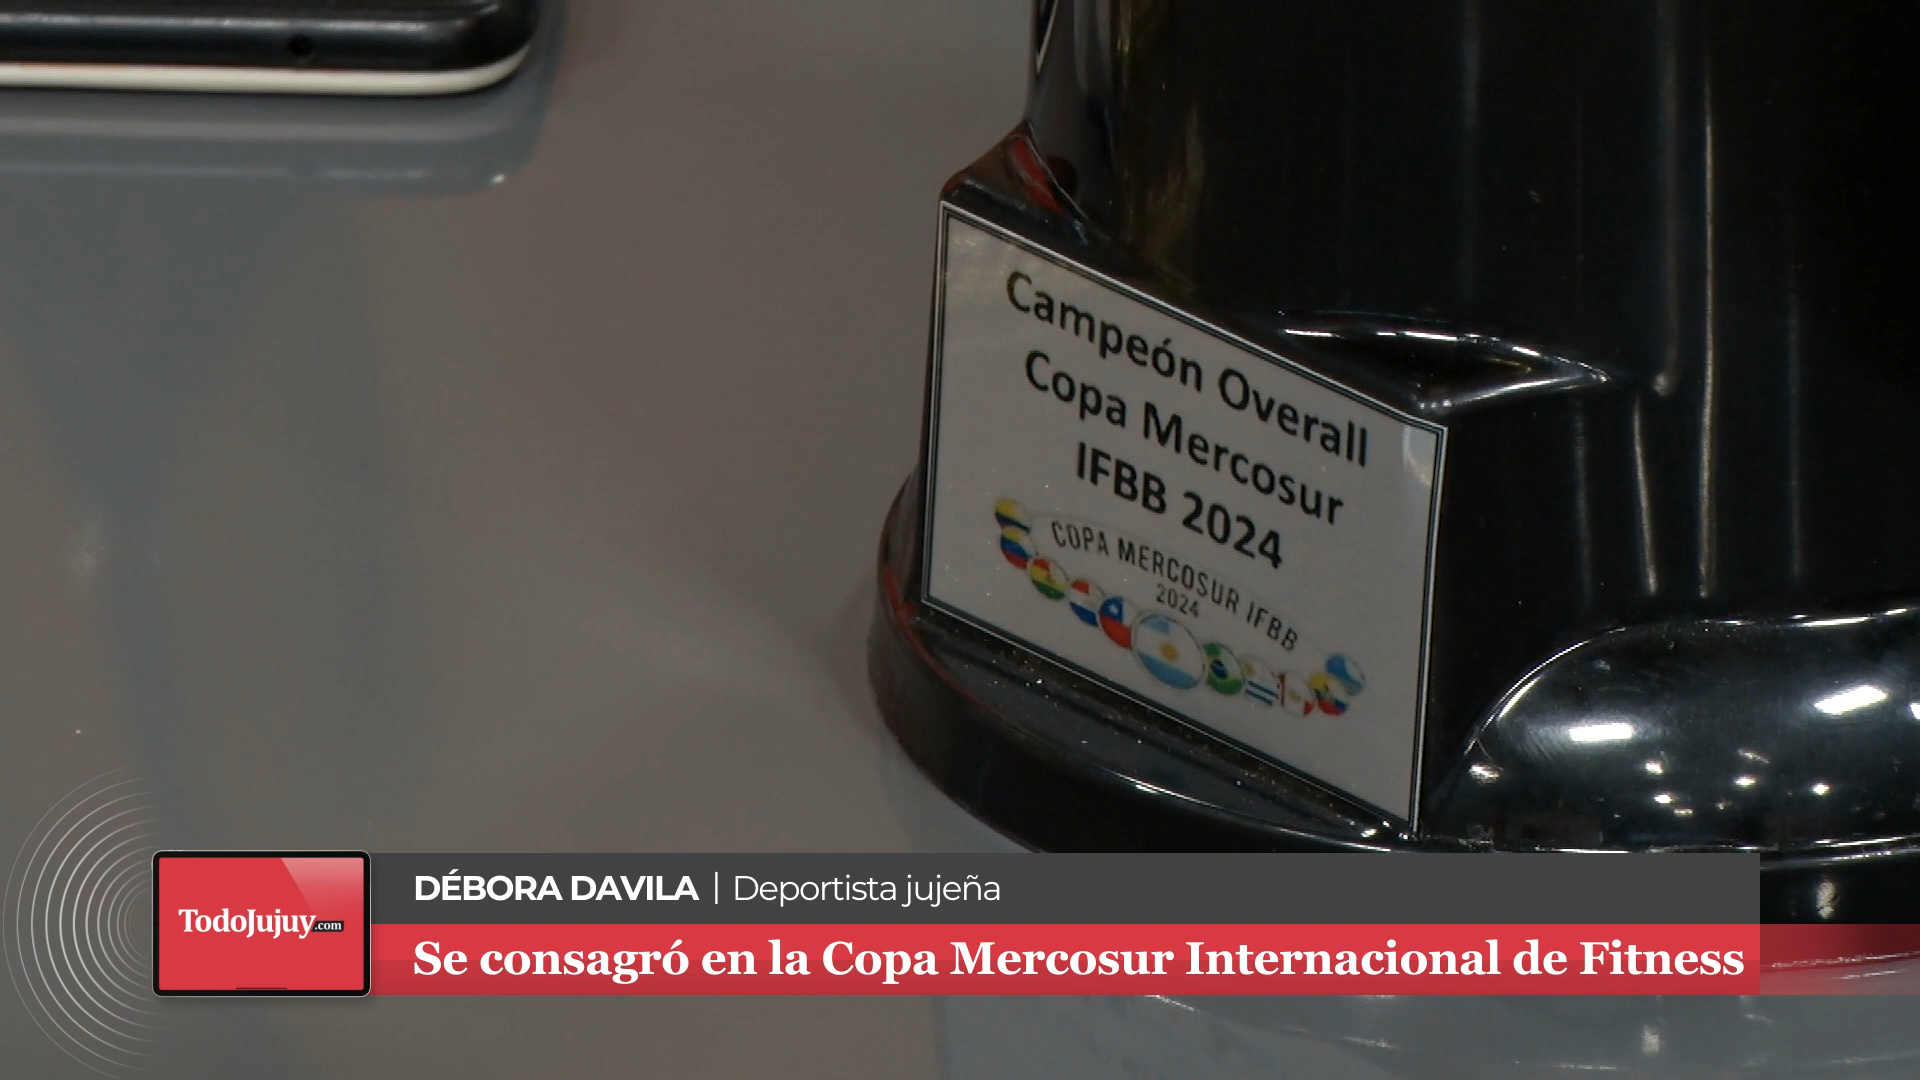 Campeón Overall
Copa Mercosur
IFBB 2024
COPA MERCOSUR IFBB
2024
DÉBORA DAVILA | Deportista jujeña
TodoJujuy.com
Se consagró en la Copa Mercosur Internacional de Fitness